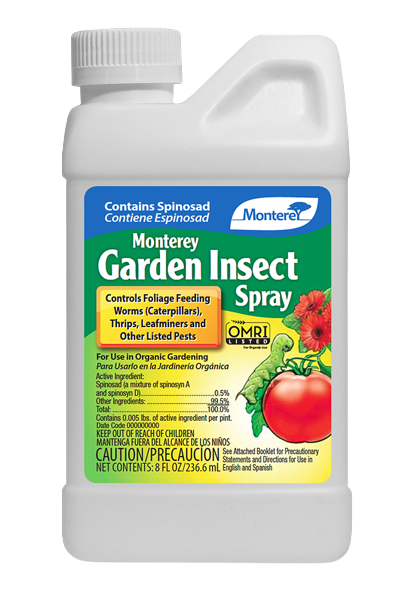 Contains Spinosad
Contiene Espinosad
Monterey
Monterey
Garden Insect
Spray
Controls Foliage Feeding
Worms (Caterpillars),
Thrips, Leafminers and
Other Listed Pests
OMRI
LISTED
For Organic Use
For Use in Organic Gardening
Para Usarlo en la Jardinería Orgánica
Active Ingredient:
Spinosad (a mixture of spinosyn A
and spinosyn D)..............................0.5%
Other Ingredients: ..........................99.5%
Total: ..........................................100.0%
Contains 0.005 lbs. of active ingredient per pint.
Date Code 000000000
KEEP OUT OF REACH OF CHILDREN
MANTENGA FUERA DEL ALCANCE DE LOS NIÑOS
CAUTION/PRECAUCION
NET CONTENTS: 8 FL OZ/236.6 mL
See Attached Booklet for Precautionary
Statements and Directions for Use in
English and Spanish